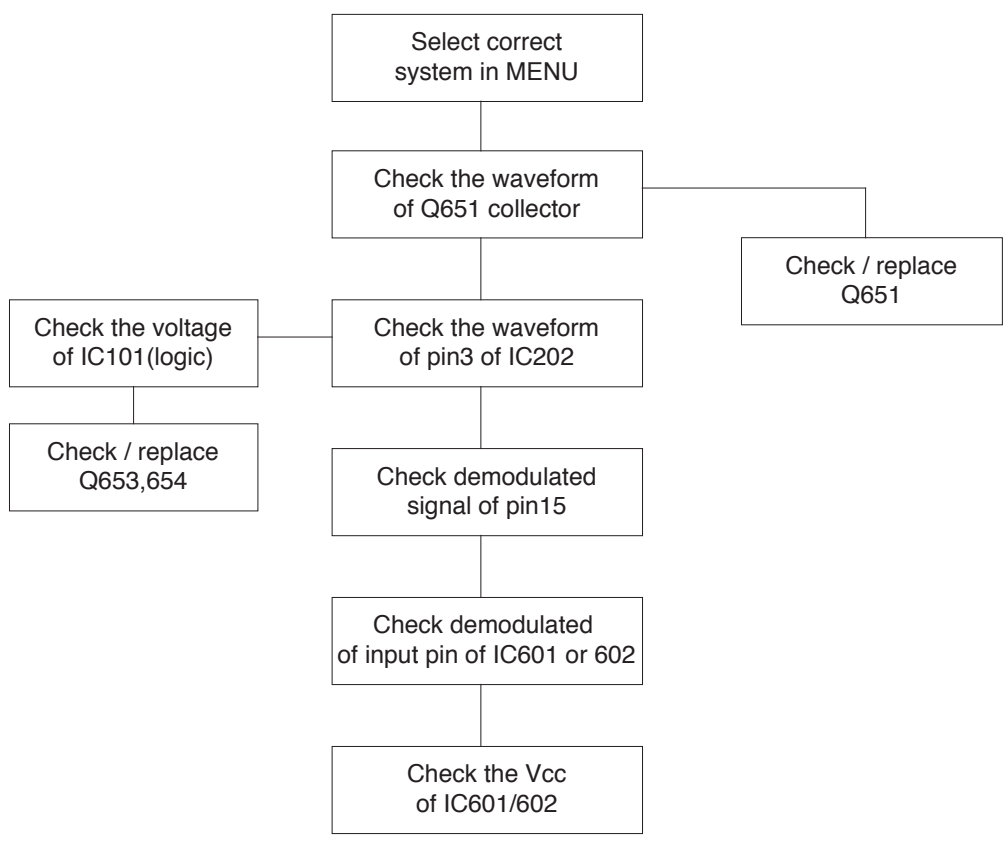 Select correct
system in MENU
Check the waveform
of Q651 collector
Check / replace
Q651
Check the voltage
of IC101(logic)
Check the waveform
of pin3 of IC202
Check / replace
Q653,654
Check demodulated
signal of pin15
Check demodulated
of input pin of IC601 or 602
Check the Vcc
of IC601/602